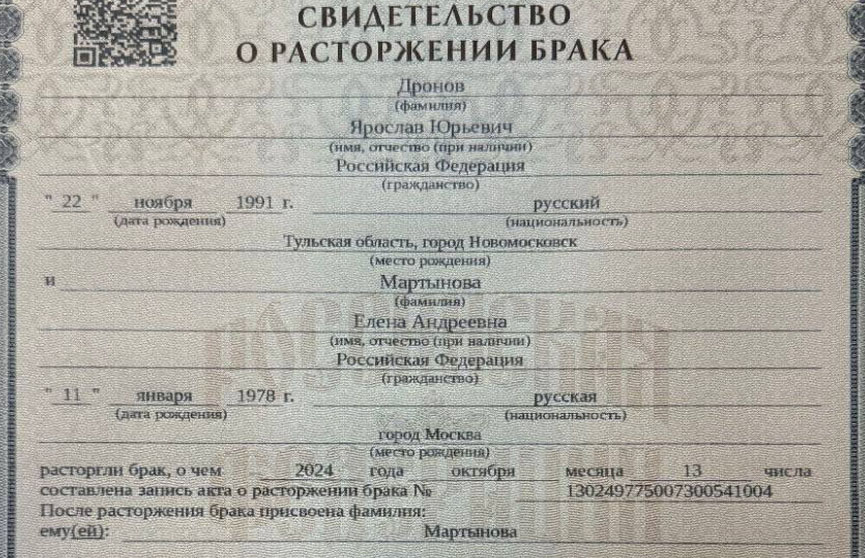 СВИДЕТЕЛЬСТВО
О РАСТОРЖЕНИИ БРАКА
Дронов
(фамилия)
Ярослав Юрьевич
(имя, отчество (при наличии)
Российская Федерация
(гражданство)
" 22 " ноября 1991 г. русский
(дата рождения) (национальность)
Тульская область, город Новомосковск
(место рождения)
и Мартынова
(фамилия)
Елена Андреевна
(имя, отчество (при наличии)
Российская Федерация
(гражданство)
" 11 " января 1978 г. русская
(дата рождения) (национальность)
город Москва
(место рождения)
расторгли брак, о чем 2024 года октября месяца 13 числа
составлена запись акта о расторжении брака № 130249775007300541004
После расторжения брака присвоена фамилия:
ему(ей): Мартынова